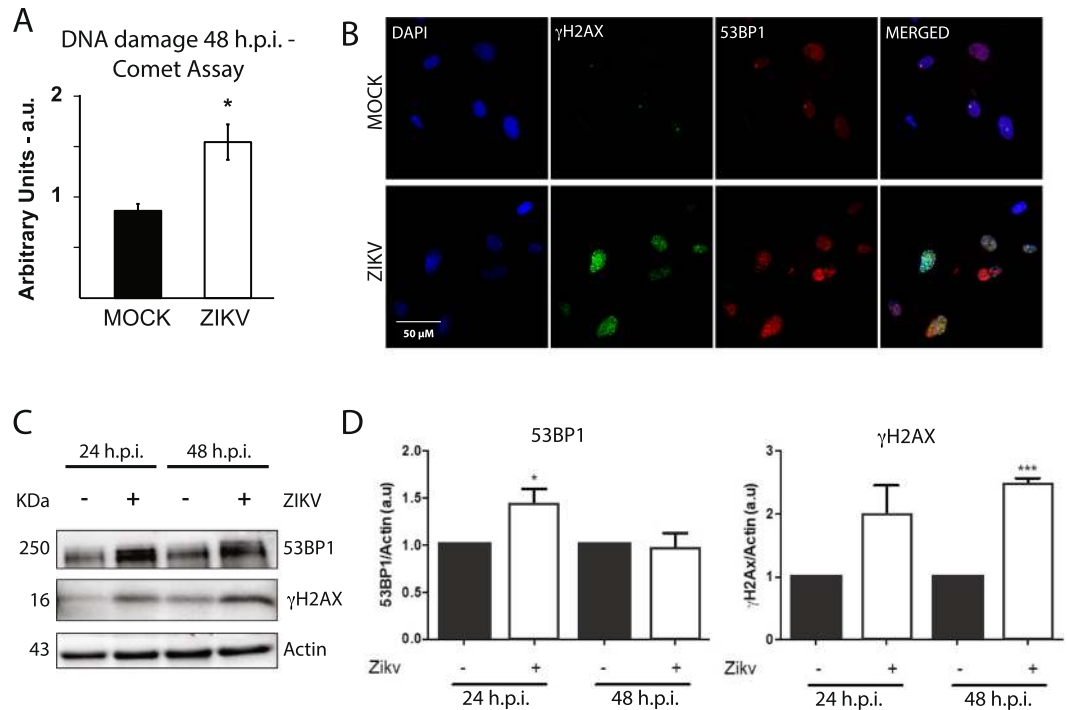 A
DNA damage 48 h.p.i. -
Comet Assay
Arbitrary Units - a.u.
2
1
*
MOCK ZIKV
B
DAPI γH2AX 53BP1 MERGED
MOCK
ZIKV
50 µM
C
24 h.p.i. 48 h.p.i.
KDa - + - + ZIKV
250 53BP1
16 γH2AX
43 Actin
D
53BP1
53BP1/Actin (a.u)
2.0
1.5
1.0
0.5
0.0
*
Zikv - + - +
24 h.p.i. 48 h.p.i.
γH2AX
γH2Ax/Actin (a.u)
3
2
1
0
***
Zikv - + - +
24 h.p.i. 48 h.p.i.